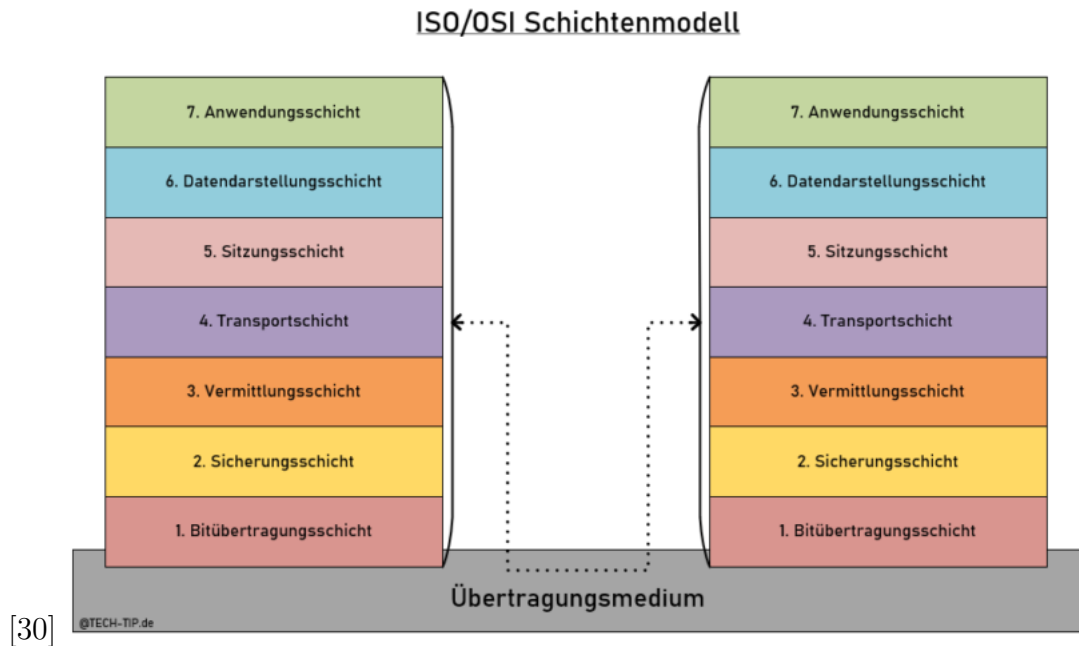 ISO/OSI Schichtenmodell
7. Anwendungsschicht
6. Datendarstellungsschicht
5. Sitzungsschicht
4. Transportschicht
3. Vermittlungsschicht
2. Sicherungsschicht
1. Bitübertragungsschicht
7. Anwendungsschicht
6. Datendarstellungsschicht
5. Sitzungsschicht
4. Transportschicht
3. Vermittlungsschicht
2. Sicherungsschicht
1. Bitübertragungsschicht
Übertragungsmedium
@TECH-TIP.de
[30]